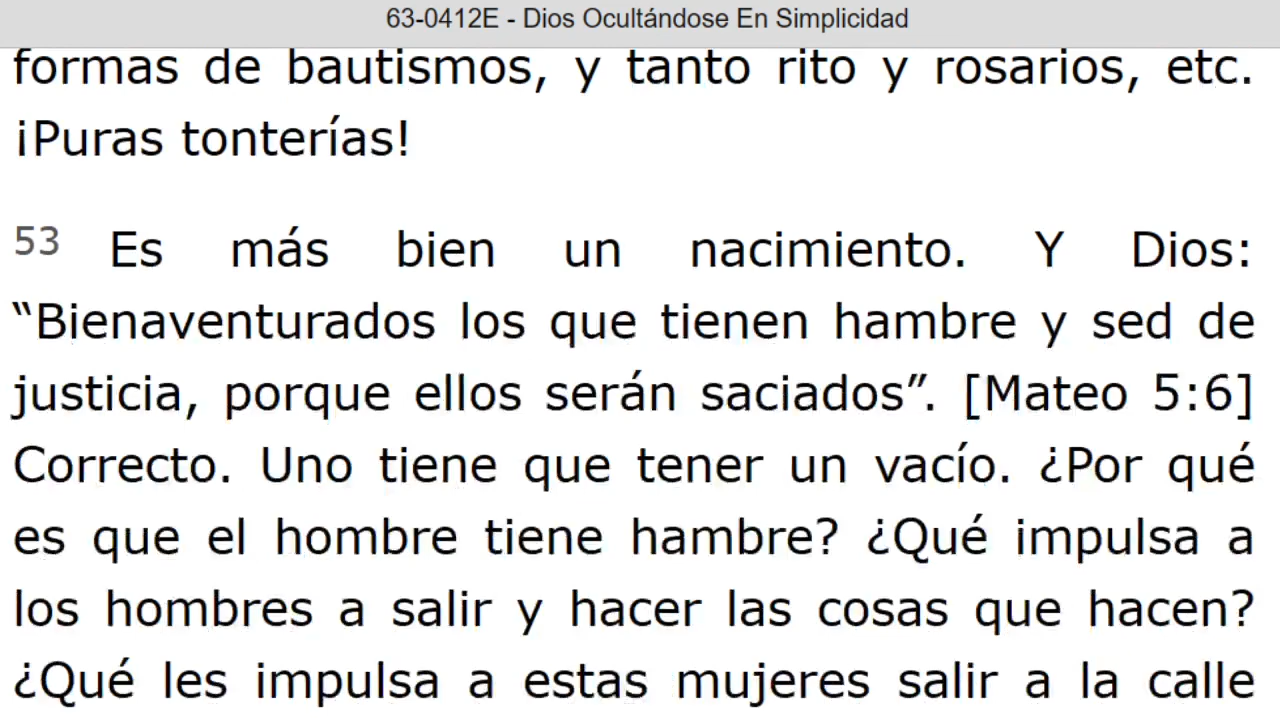 63-0412E - Dios Ocultándose En Simplicidad
formas de bautismos, y tanto rito y rosarios, etc.
¡Puras tonterías!
53 Es más bien un nacimiento. Y Dios:
“Bienaventurados los que tienen hambre y sed de
justicia, porque ellos serán saciados”. [Mateo 5:6]
Correcto. Uno tiene que tener un vacío. ¿Por qué
es que el hombre tiene hambre? ¿Qué impulsa a
los hombres a salir y hacer las cosas que hacen?
¿Qué les impulsa a estas mujeres salir a la calle